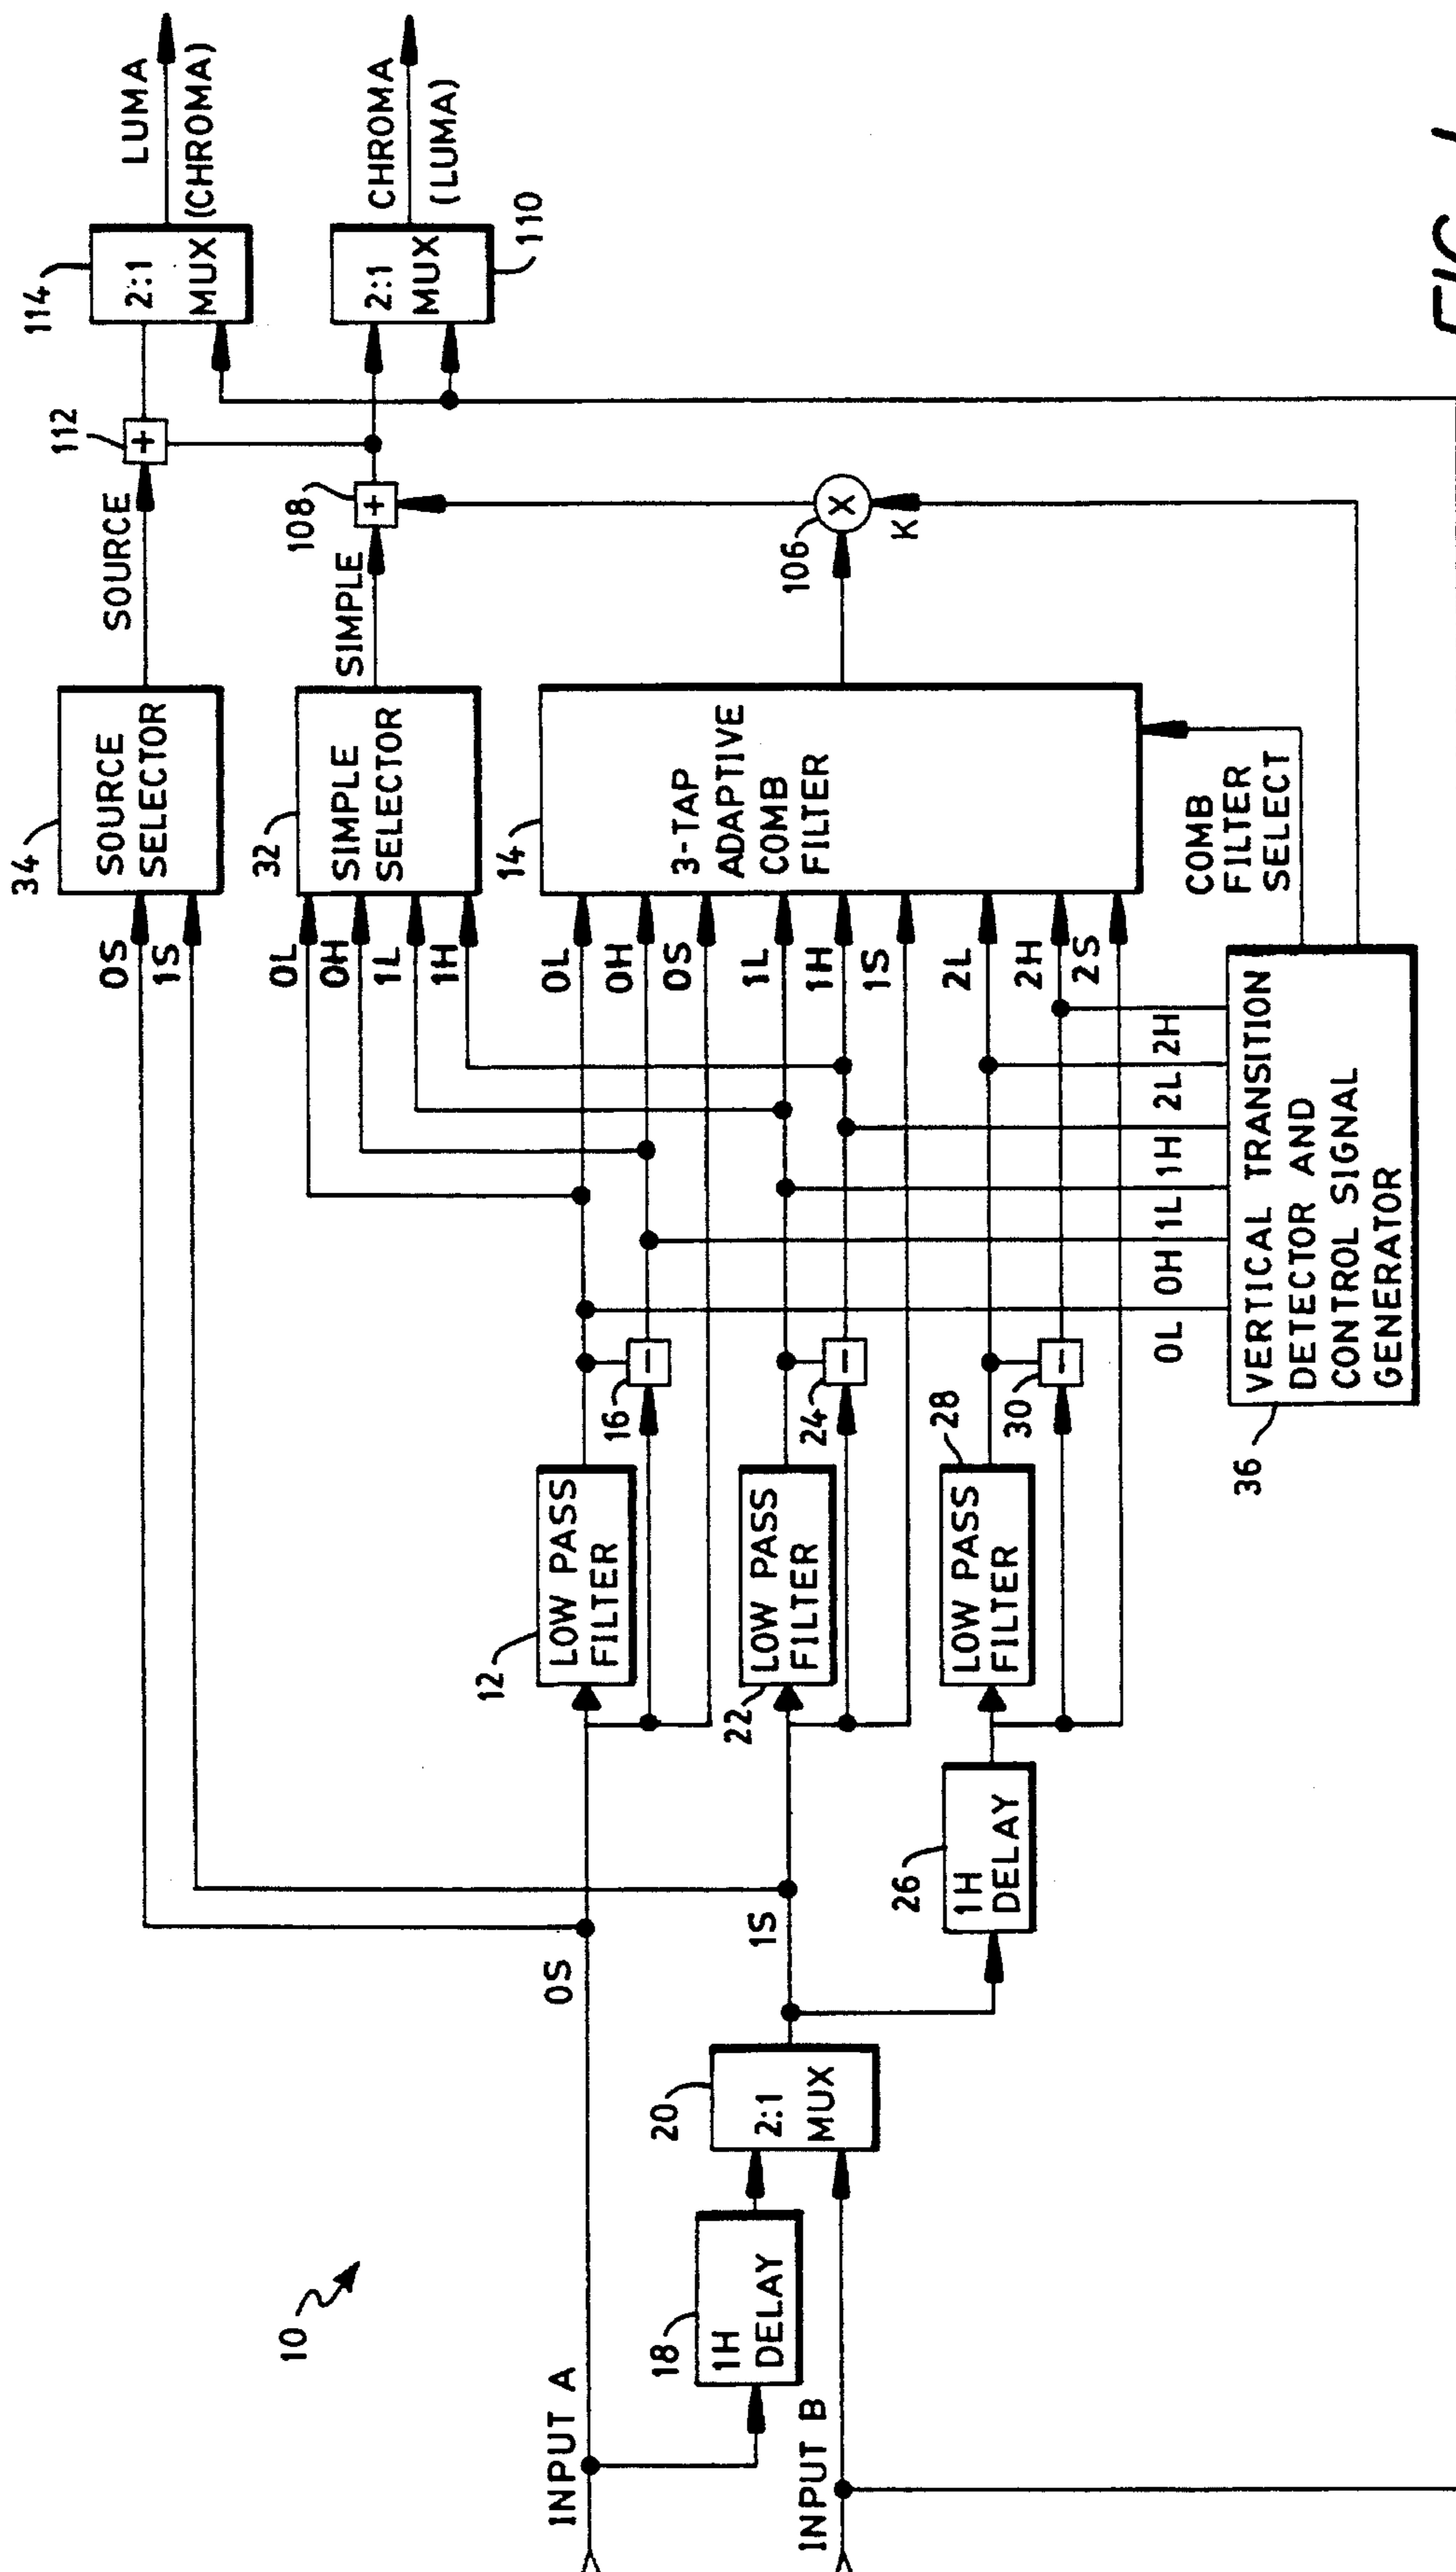 10
INPUT A
INPUT B
18
1H
DELAY
20
2:1
MUX
0S
1S
26
1H
DELAY
12
LOW PASS
FILTER
22
LOW PASS
FILTER
28
LOW PASS
FILTER
16
24
30
-
-
-
0L
0H
1L
1H
2L
2H
36
VERTICAL TRANSITION
DETECTOR AND
CONTROL SIGNAL
GENERATOR
0S
1S
0L
0H
1L
1H
0L
0H
0S
1L
1H
1S
2L
2H
2S
34
SOURCE
SELECTOR
32
SIMPLE
SELECTOR
14
3-TAP
ADAPTIVE
COMB
FILTER
COMB
FILTER
SELECT
SOURCE
SIMPLE
106
X
K
108
+
112
+
114
2:1
MUX
2:1
MUX
110
LUMA
(CHROMA)
CHROMA
(LUMA)